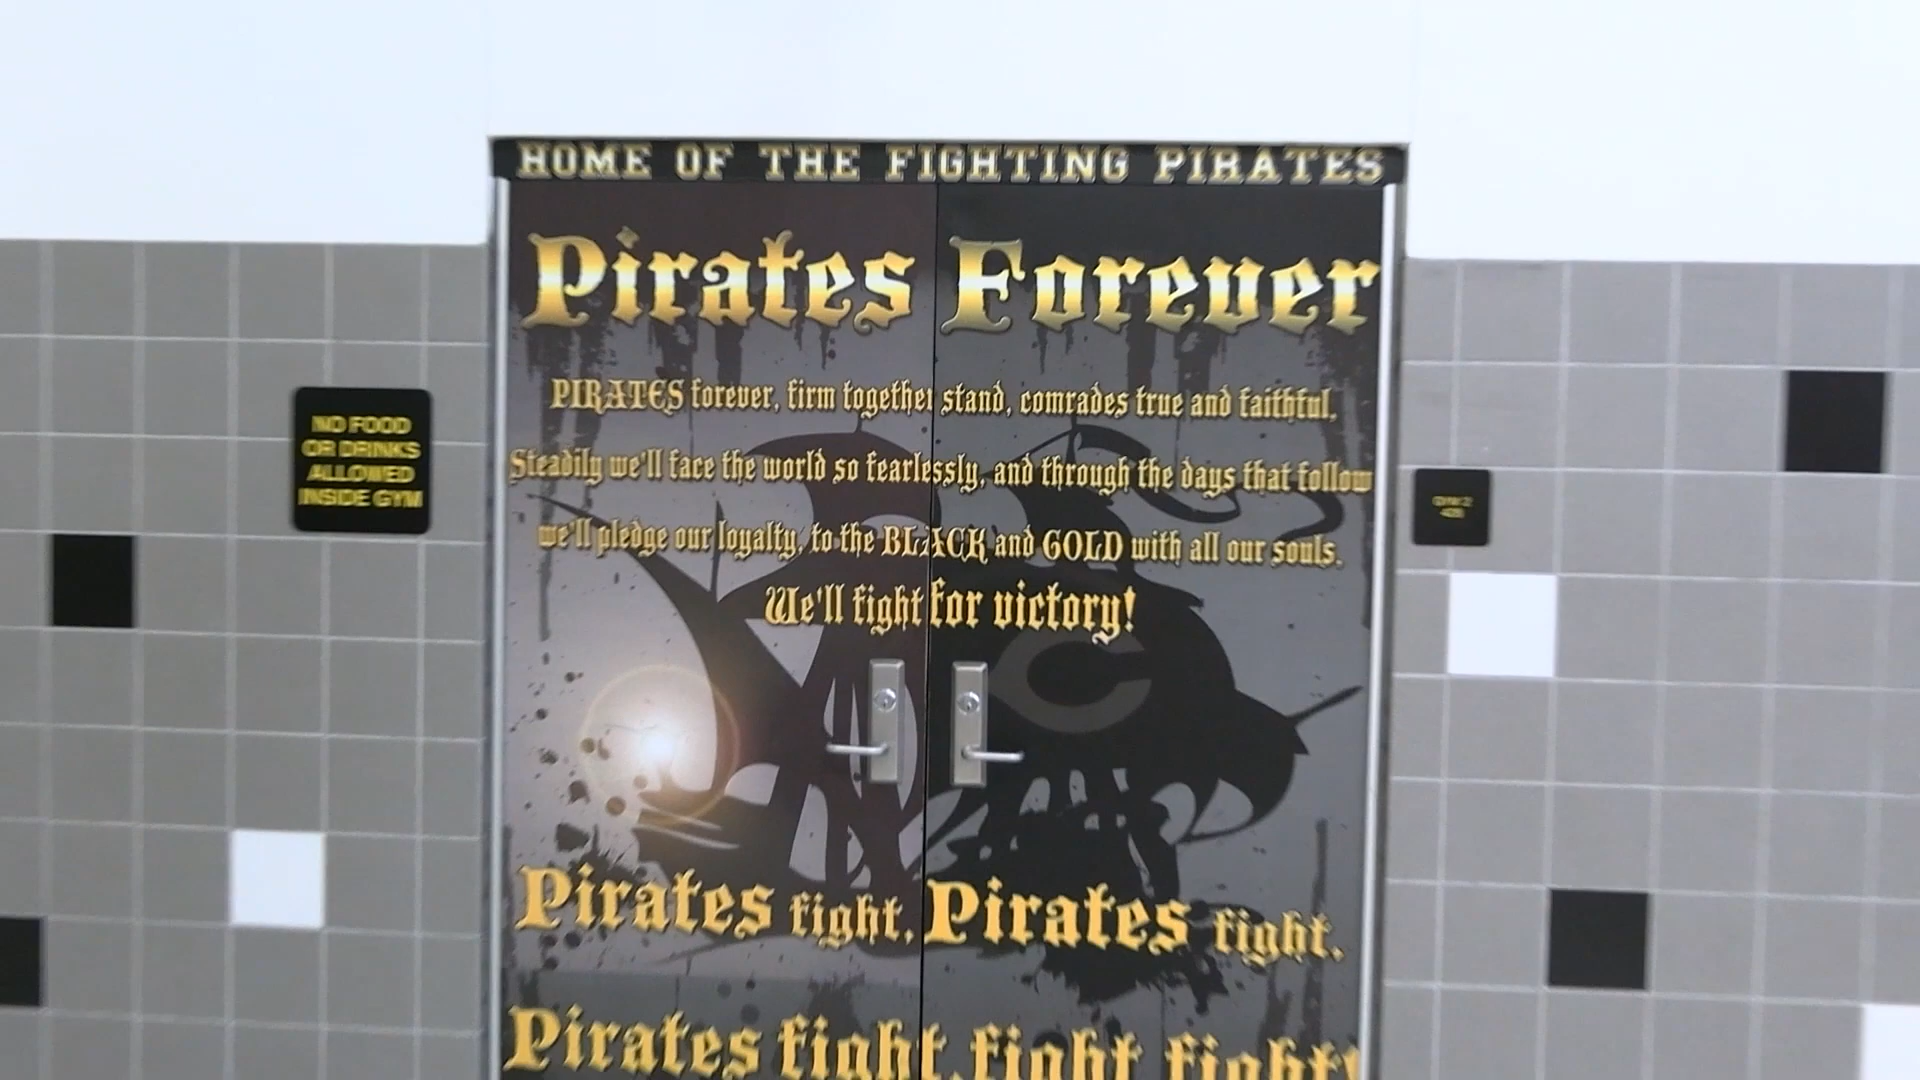 HOME OF THE FIGHTING PIRATES
Pirates Forever
PIRATES forever, firm together stand, comrades true and faithful.
Steadily we'll face the world so fearlessly, and through the days that follow
we'll pledge our loyalty, to the BLACK and GOLD with all our souls.
We'll fight for victory!
C
Pirates fight, Pirates fight,
Pirates fight, fight fight!
NO FOOD
OR DRINKS
ALLOWED
INSIDE GYM
GYM 2